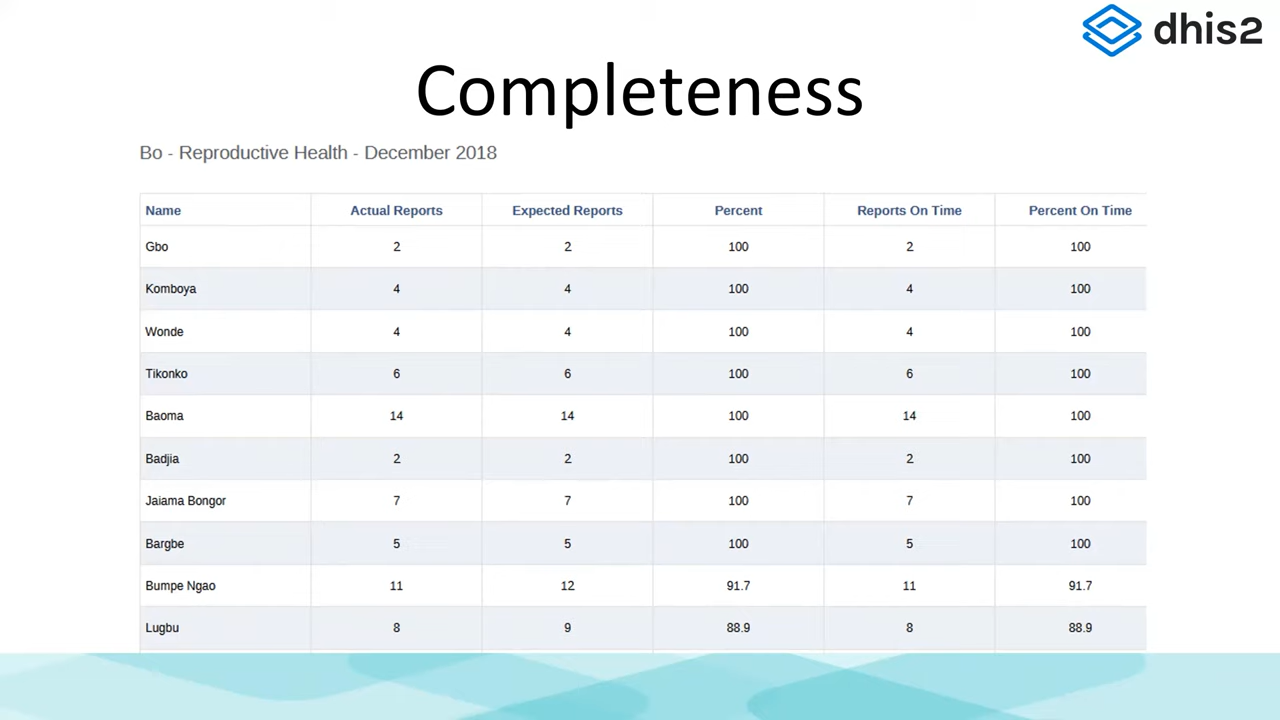 dhis2
Completeness
Bo - Reproductive Health - December 2018
Name Actual Reports Expected Reports Percent Reports On Time Percent On Time
Gbo 2 2 100 2 100
Komboya 4 4 100 4 100
Wonde 4 4 100 4 100
Tikonko 6 6 100 6 100
Baoma 14 14 100 14 100
Badjia 2 2 100 2 100
Jaiama Bongor 7 7 100 7 100
Bargbe 5 5 100 5 100
Bumpe Ngao 11 12 91.7 11 91.7
Lugbu 8 9 88.9 8 88.9